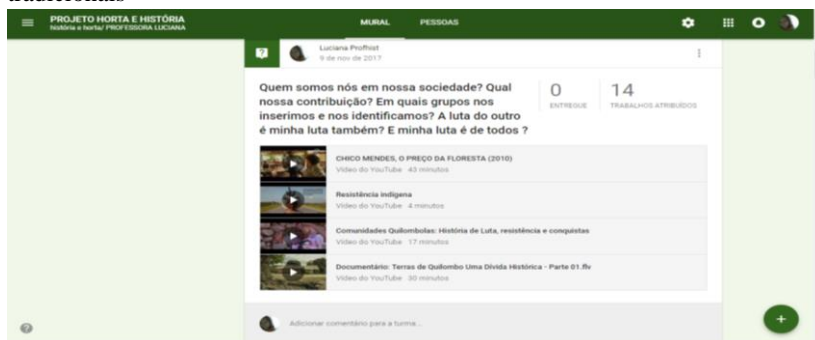 tradicionais
PROJETO HORTA E HISTÓRIA
história e horta/ PROFESSORA LUCIANA
MURAL
PESSOAS
Luciana Profhist
9 de nov de 2017
Quem somos nós em nossa sociedade? Qual
nossa contribuição? Em quais grupos nos
inserimos e nos identificamos? A luta do outro
é minha luta também? E minha luta é de todos ?
0
ENTREGUE
14
TRABALHOS ATRIBUÍDOS
CHICO MENDES, O PREÇO DA FLORESTA (2010)
Vídeo do YouTube 43 minutos
Resistência indígena
Vídeo do YouTube 4 minutos
Comunidades Quilombolas: História de Luta, resistência e conquistas
Vídeo do YouTube 17 minutos
Documentário: Terras de Quilombo Uma Dívida Histórica - Parte 01.flv
Vídeo do YouTube 30 minutos
Adicionar comentário para a turma...